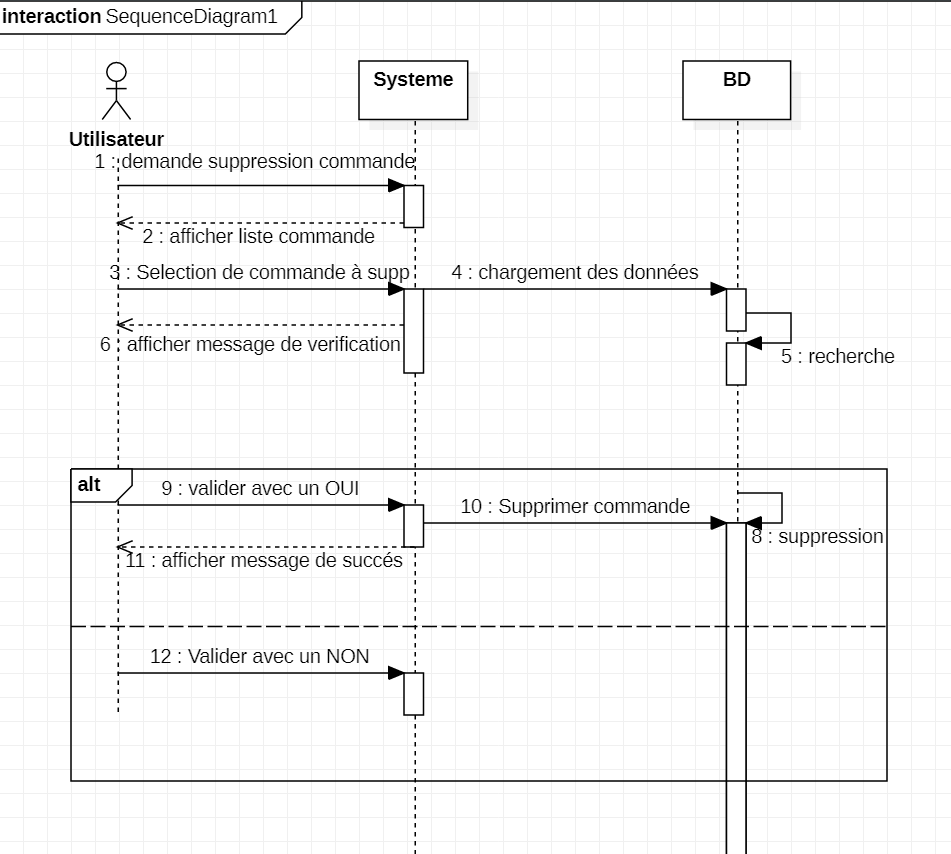 interaction SequenceDiagram1
Systeme
BD
Utilisateur
1 : demande suppression commande
2 : afficher liste commande
3 : Selection de commande à supp
4 : chargement des données
6 : afficher message de verification
5 : recherche
alt
9 : valider avec un OUI
10 : Supprimer commande
8 : suppression
11 : afficher message de succés
12 : Valider avec un NON